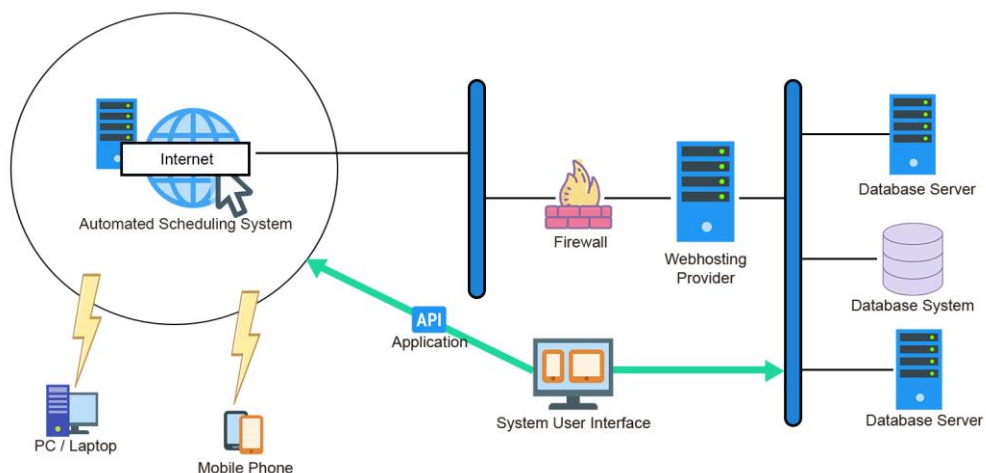 Internet
Automated Scheduling System
Firewall
Webhosting
Provider
Database Server
Database System
API
Application
System User Interface
Database Server
PC / Laptop
Mobile Phone